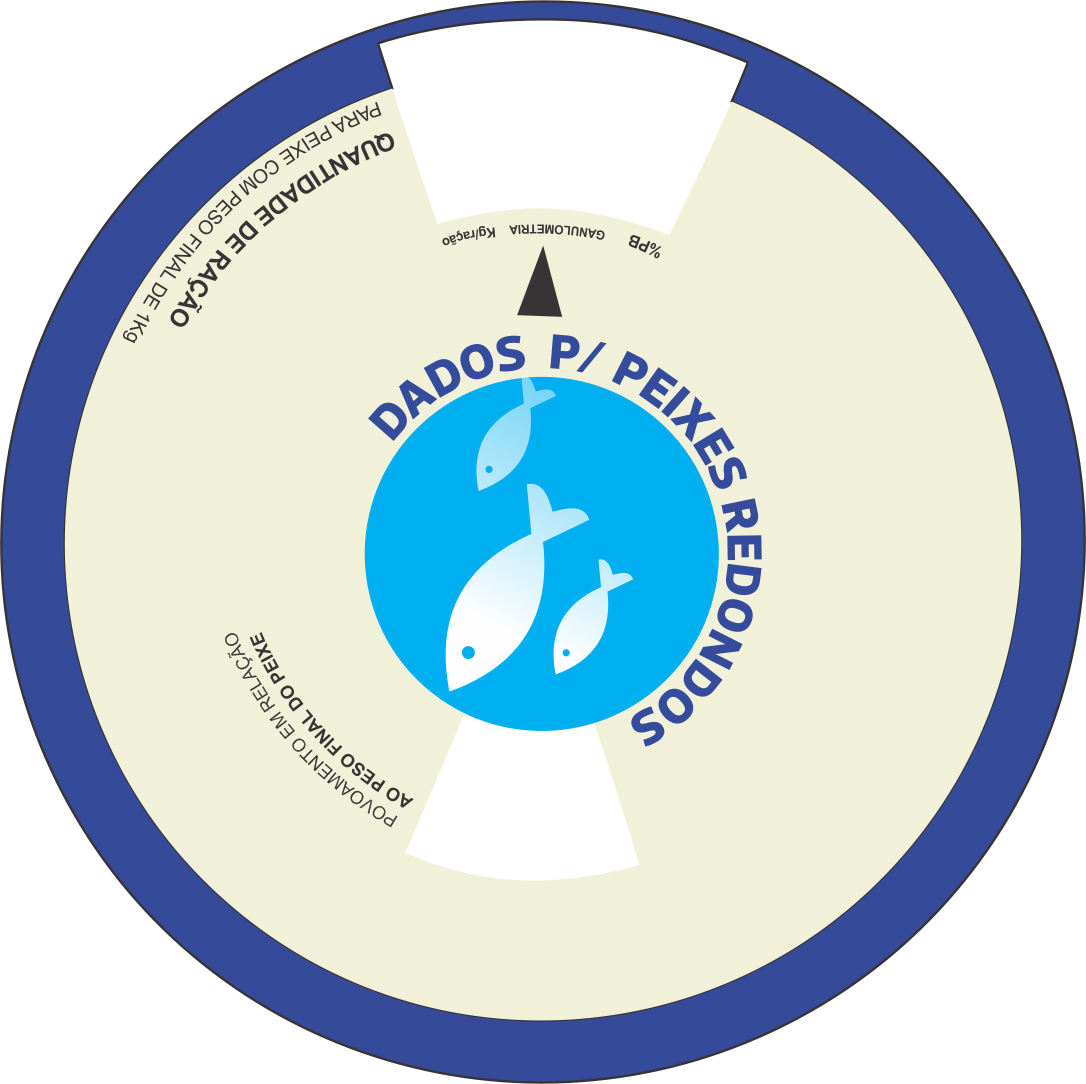 PARA PEIXE COM PESO FINAL DE 1Kg
QUANTIDADE DE RAÇÃO
%PB GANULOMETRIA Kg/ração
DADOS P/ PEIXES REDONDOS
POVOAMENTO EM RELAÇÃO
AO PESO FINAL DO PEIXE